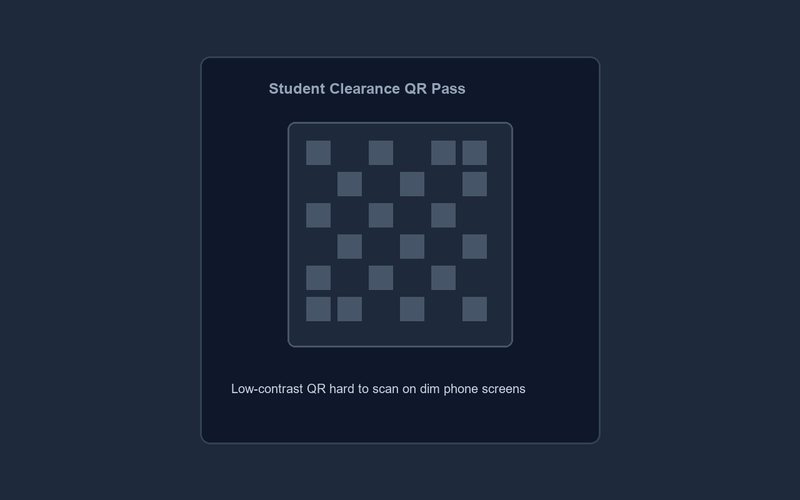 Student Clearance QR Pass
Low-contrast QR hard to scan on dim phone screens